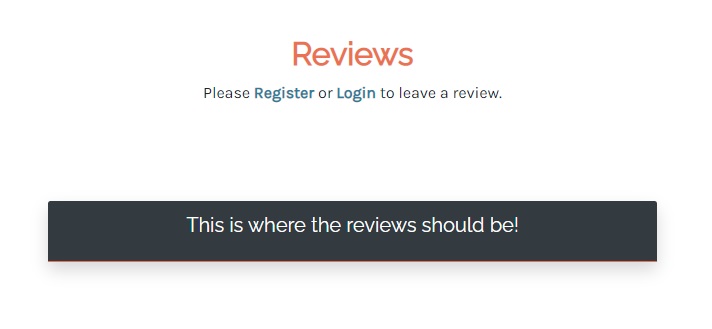 Reviews
Please Register or Login to leave a review.
This is where the reviews should be!